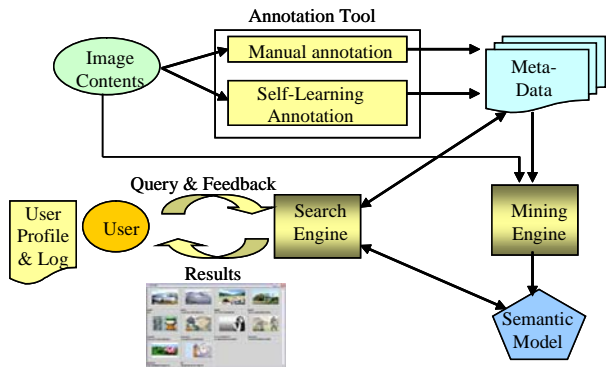 Annotation Tool
Image
Contents
Manual annotation
Self-Learning
Annotation
Meta-
Data
Query & Feedback
User
Profile
& Log
User
Search
Engine
Mining
Engine
Results
Semantic
Model